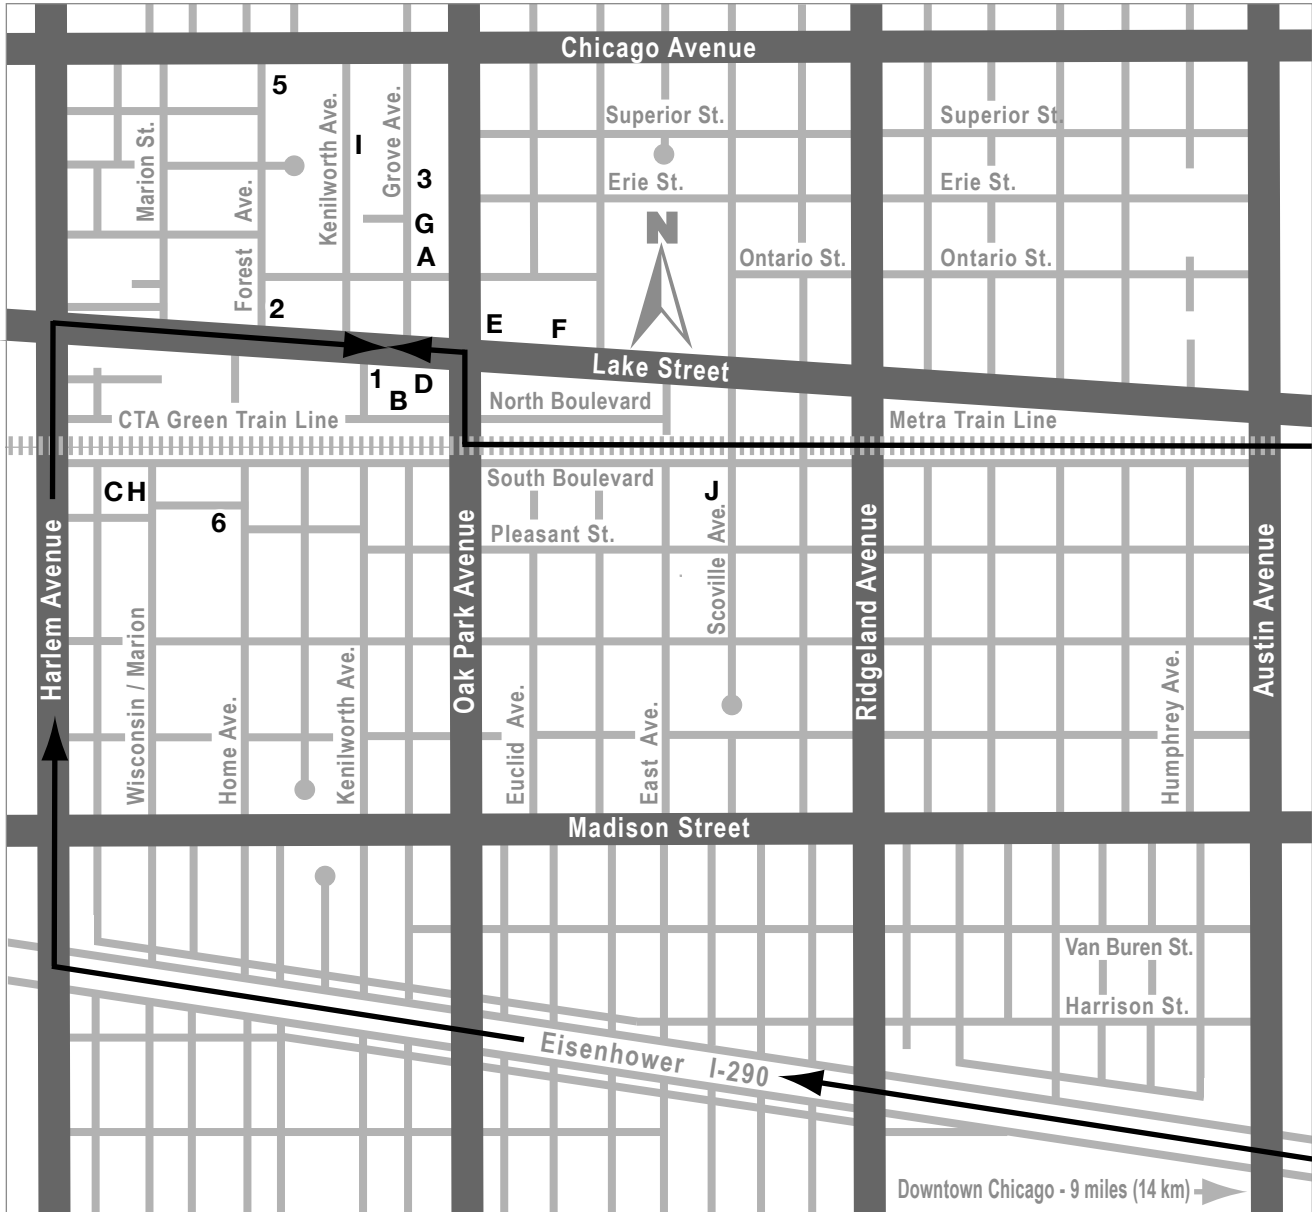 Chicago Avenue
5
Marion St.
Forest Ave.
Kenilworth Ave.
I
Grove Ave.
3
G
A
2
Superior St.
Superior St.
Erie St.
Erie St.
N
Ontario St.
Ontario St.
E
F
Lake Street
1
B
D
North Boulevard
CTA Green Train Line
Metra Train Line
C H
6
South Boulevard
J
Pleasant St.
Harlem Avenue
Wisconsin / Marion
Home Ave.
Kenilworth Ave.
Oak Park Avenue
Euclid Ave.
East Ave.
Scoville Ave.
Ridgeland Avenue
Humphrey Ave.
Austin Avenue
Madison Street
Van Buren St.
Harrison St.
Eisenhower I-290
Downtown Chicago - 9 miles (14 km)